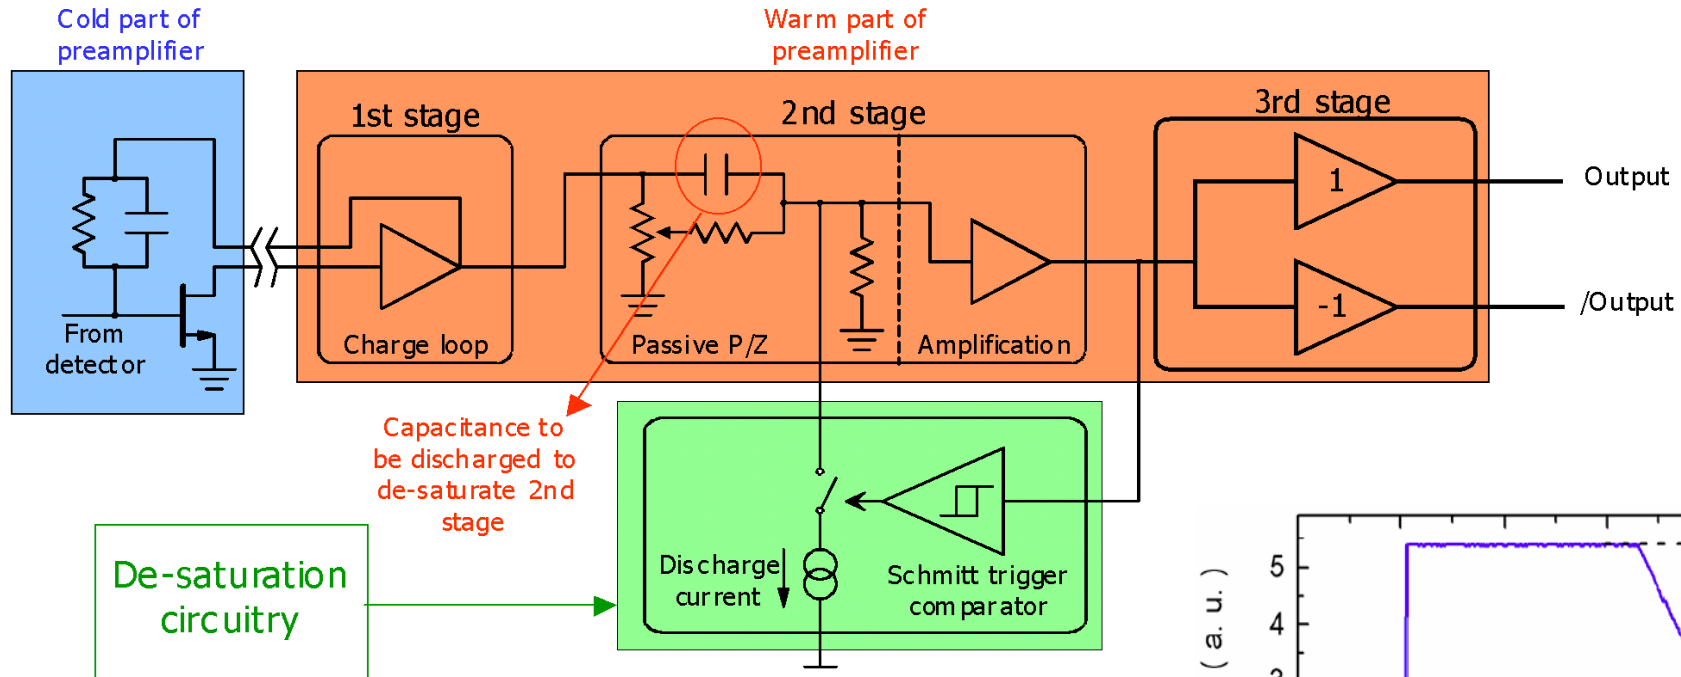 Cold part of
preamplifier
Warm part of
preamplifier
1st stage
2nd stage
3rd stage
1
Output
-1
/Output
From
detector
Charge loop
Passive P/Z
Amplification
Capacitance to
be discharged to
de-saturate 2nd
stage
De-saturation
circuitry
Discharge
current
Schmitt trigger
comparator
5
4
( a. u. )